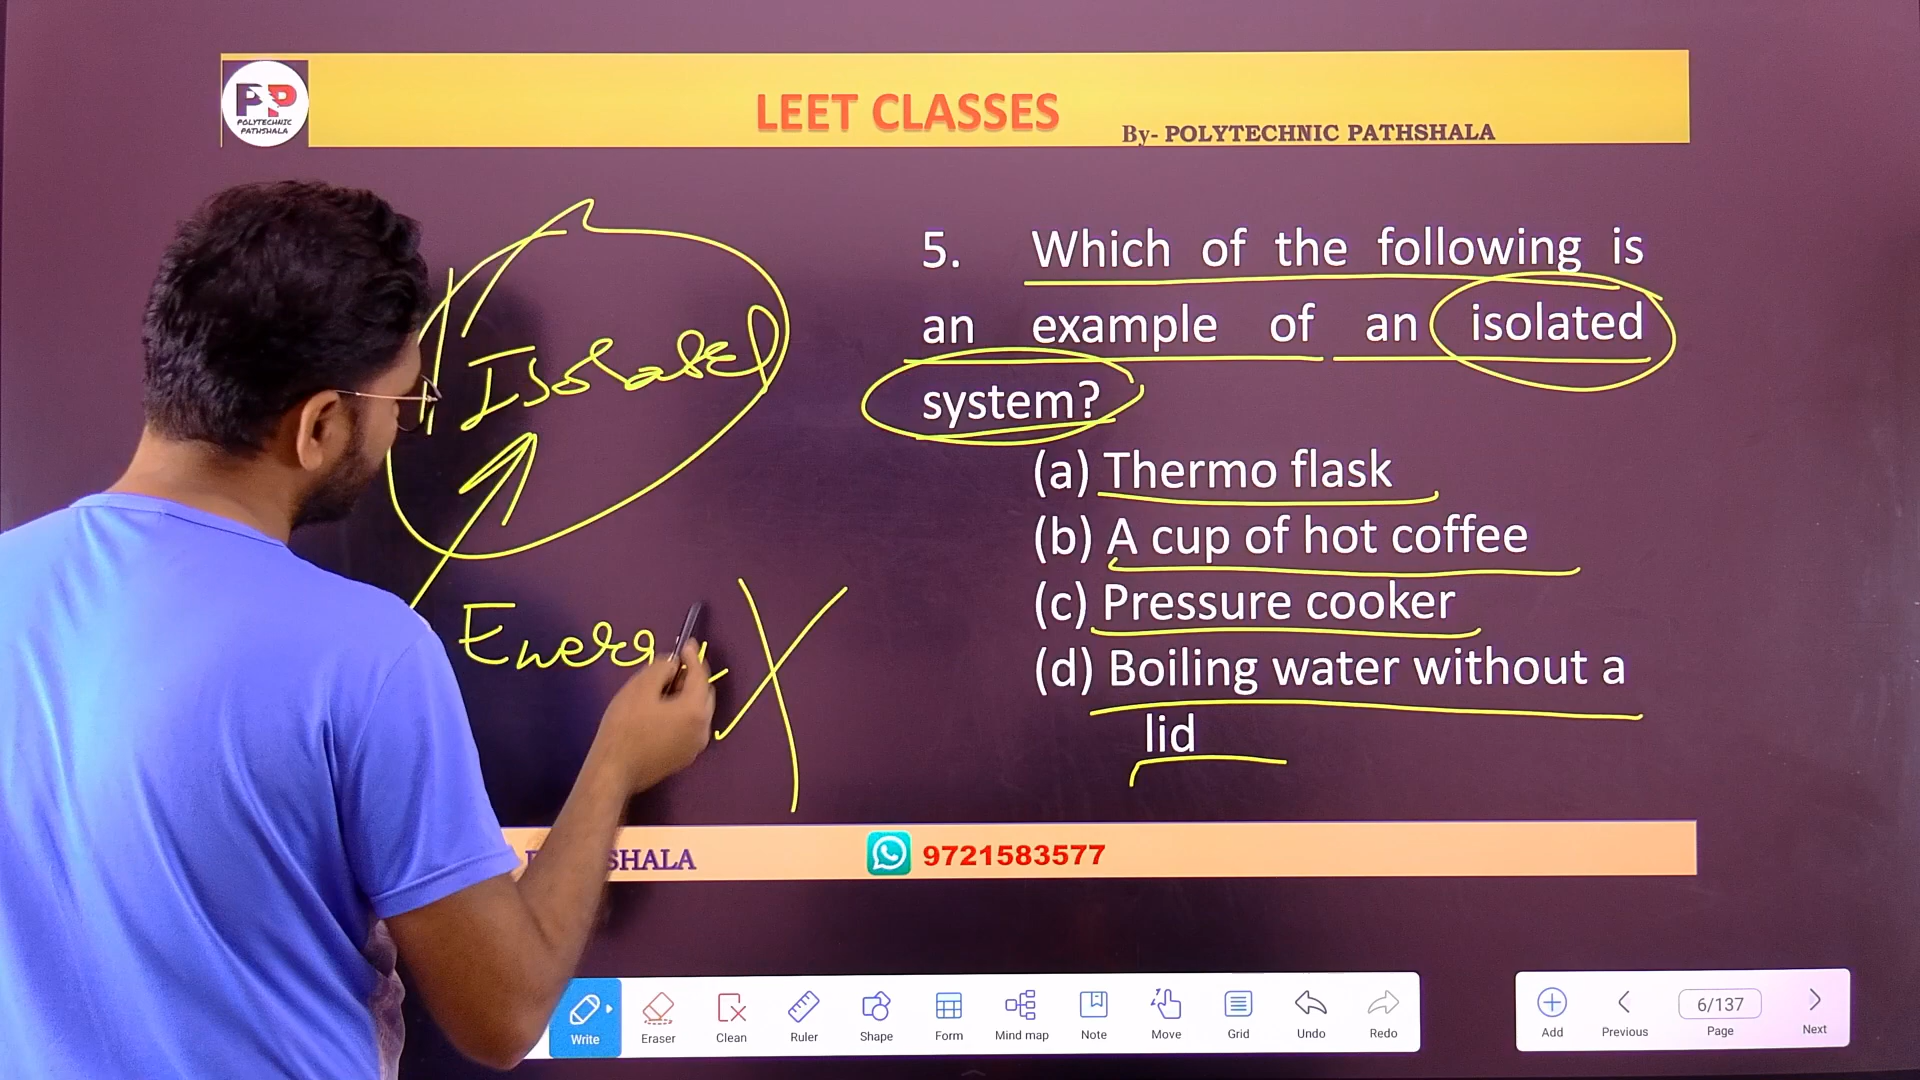 PP
POLYTECHNIC
PATHSHALA
LEET CLASSES
By- POLYTECHNIC PATHSHALA
Isolated
Energy
5. Which of the following is
an example of an isolated
system?
(a) Thermo flask
(b) A cup of hot coffee
(c) Pressure cooker
(d) Boiling water without a
lid
SHALA
9721583577
Write
Eraser
Clean
Ruler
Shape
Form
Mind map
Note
Move
Grid
Undo
Redo
Add
Previous
6/137
Page
Next